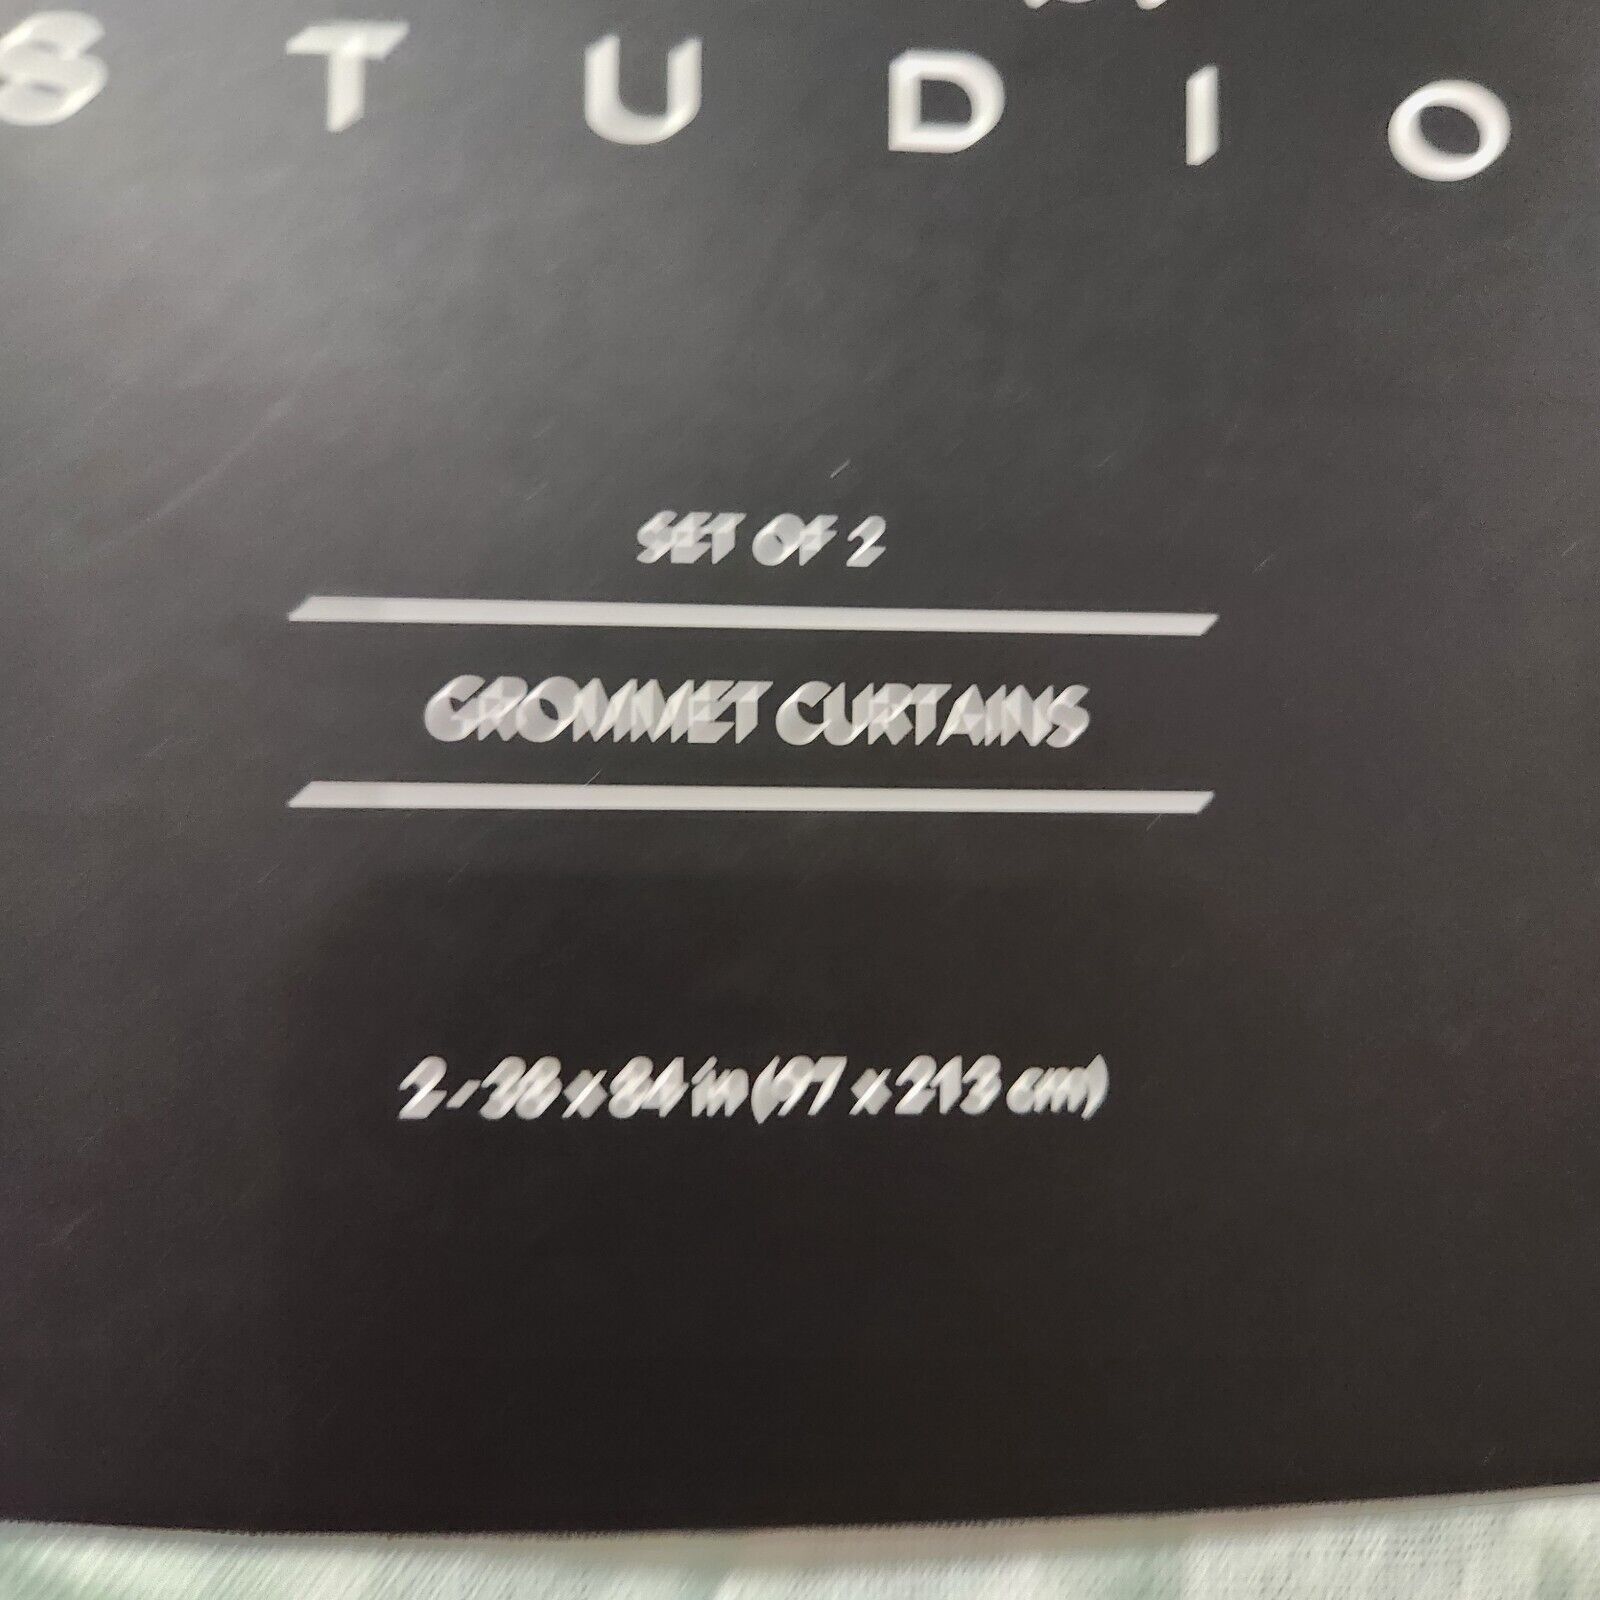 STUDIO
SET OF 2
GROMMET CURTAINS
2 - 38 x 84 in (97 x 213 cm)